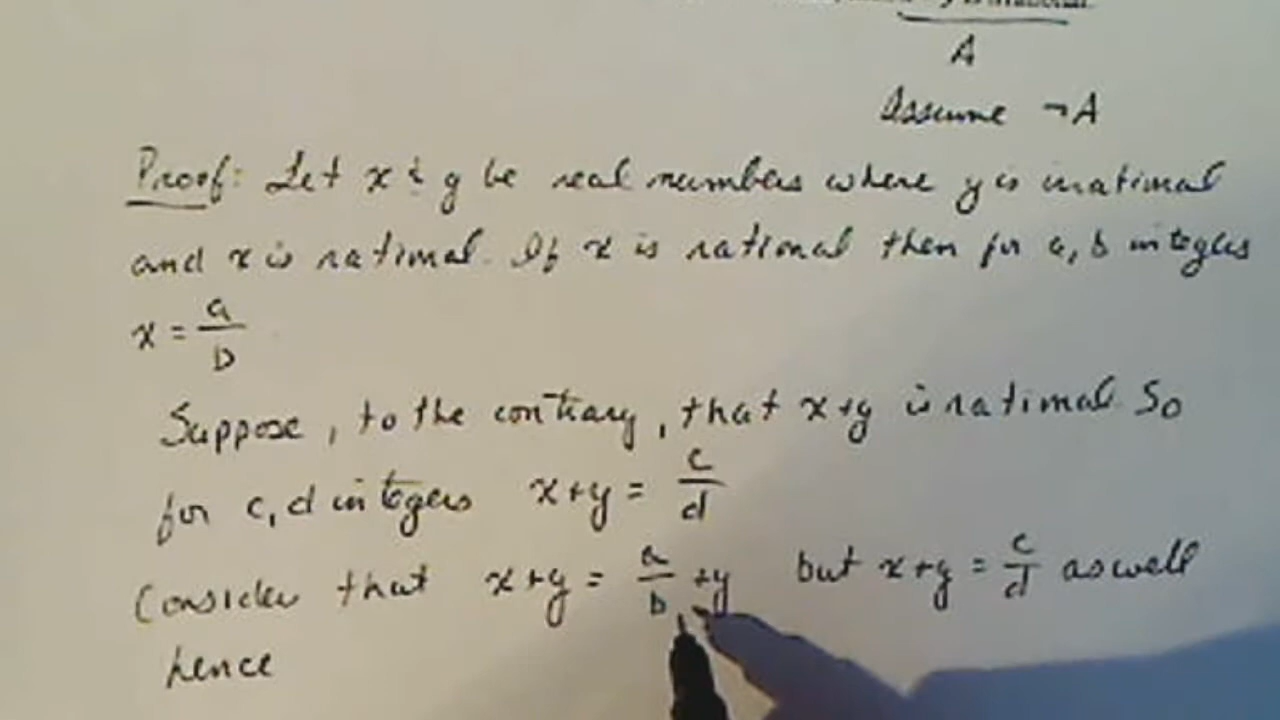 A
Assume ¬A
Proof: Let x & y be real numbers where y is irrational
and x is rational. If x is rational then for a, b integers
x = a/b
Suppose, to the contrary, that x+y is rational. So
for c, d integers x+y = c/d
Consider that x+y = a/b +y but x+y = c/d as well
hence